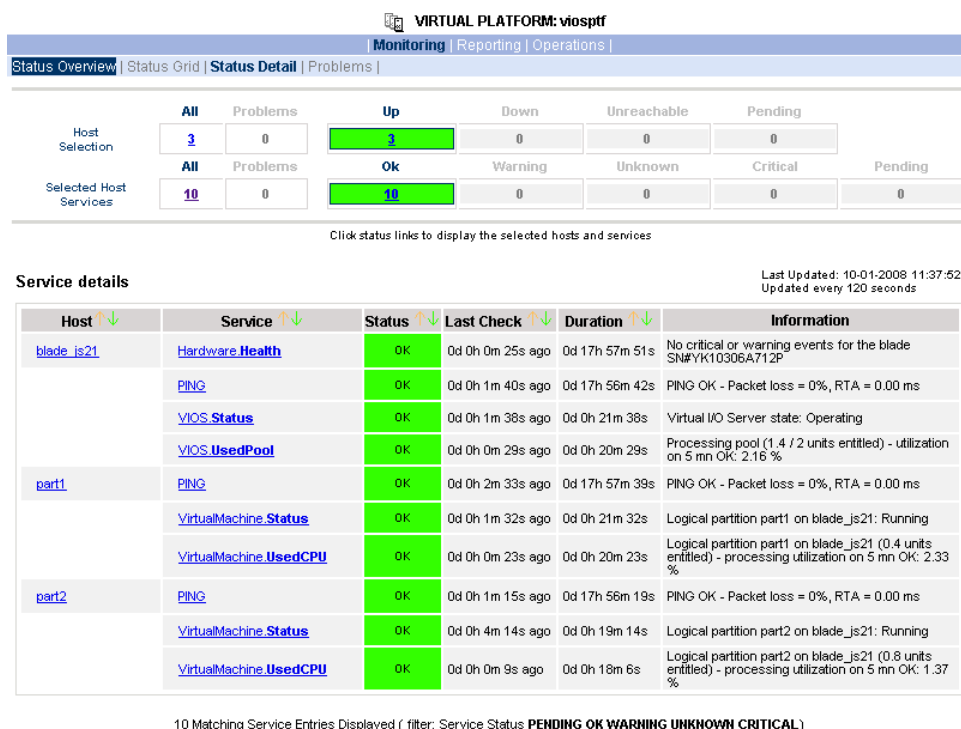 VIRTUAL PLATFORM: viosptf
| Monitoring | Reporting | Operations |
Status Overview | Status Grid | Status Detail | Problems |
All Problems Up Down Unreachable Pending
Host Selection 3 0 3 0 0 0
All Problems Ok Warning Unknown Critical Pending
Selected Host Services 10 0 10 0 0 0 0
Click status links to display the selected hosts and services
Service details
Last Updated: 10-01-2008 11:37:52
Updated every 120 seconds
Host Service Status Last Check Duration Information
blade_js21 Hardware.Health OK 0d 0h 0m 25s ago 0d 17h 57m 51s No critical or warning events for the blade SN#YK10306A712P
PING OK 0d 0h 1m 40s ago 0d 17h 56m 42s PING OK - Packet loss = 0%, RTA = 0.00 ms
VIOS.Status OK 0d 0h 1m 38s ago 0d 0h 21m 38s Virtual I/O Server state: Operating
VIOS.UsedPool OK 0d 0h 0m 29s ago 0d 0h 20m 29s Processing pool (1.4 / 2 units entitled) - utilization on 5 mn OK: 2.16 %
part1 PING OK 0d 0h 2m 33s ago 0d 17h 57m 39s PING OK - Packet loss = 0%, RTA = 0.00 ms
VirtualMachine.Status OK 0d 0h 1m 32s ago 0d 0h 21m 32s Logical partition part1 on blade_js21: Running
VirtualMachine.UsedCPU OK 0d 0h 0m 23s ago 0d 0h 20m 23s Logical partition part1 on blade_js21 (0.4 units entitled) - processing utilization on 5 mn OK: 2.33 %
part2 PING OK 0d 0h 1m 15s ago 0d 17h 56m 19s PING OK - Packet loss = 0%, RTA = 0.00 ms
VirtualMachine.Status OK 0d 0h 4m 14s ago 0d 0h 19m 14s Logical partition part2 on blade_js21: Running
VirtualMachine.UsedCPU OK 0d 0h 0m 9s ago 0d 0h 18m 6s Logical partition part2 on blade_js21 (0.8 units entitled) - processing utilization on 5 mn OK: 1.37 %
10 Matching Service Entries Displayed ( filter: Service Status PENDING OK WARNING UNKNOWN CRITICAL)